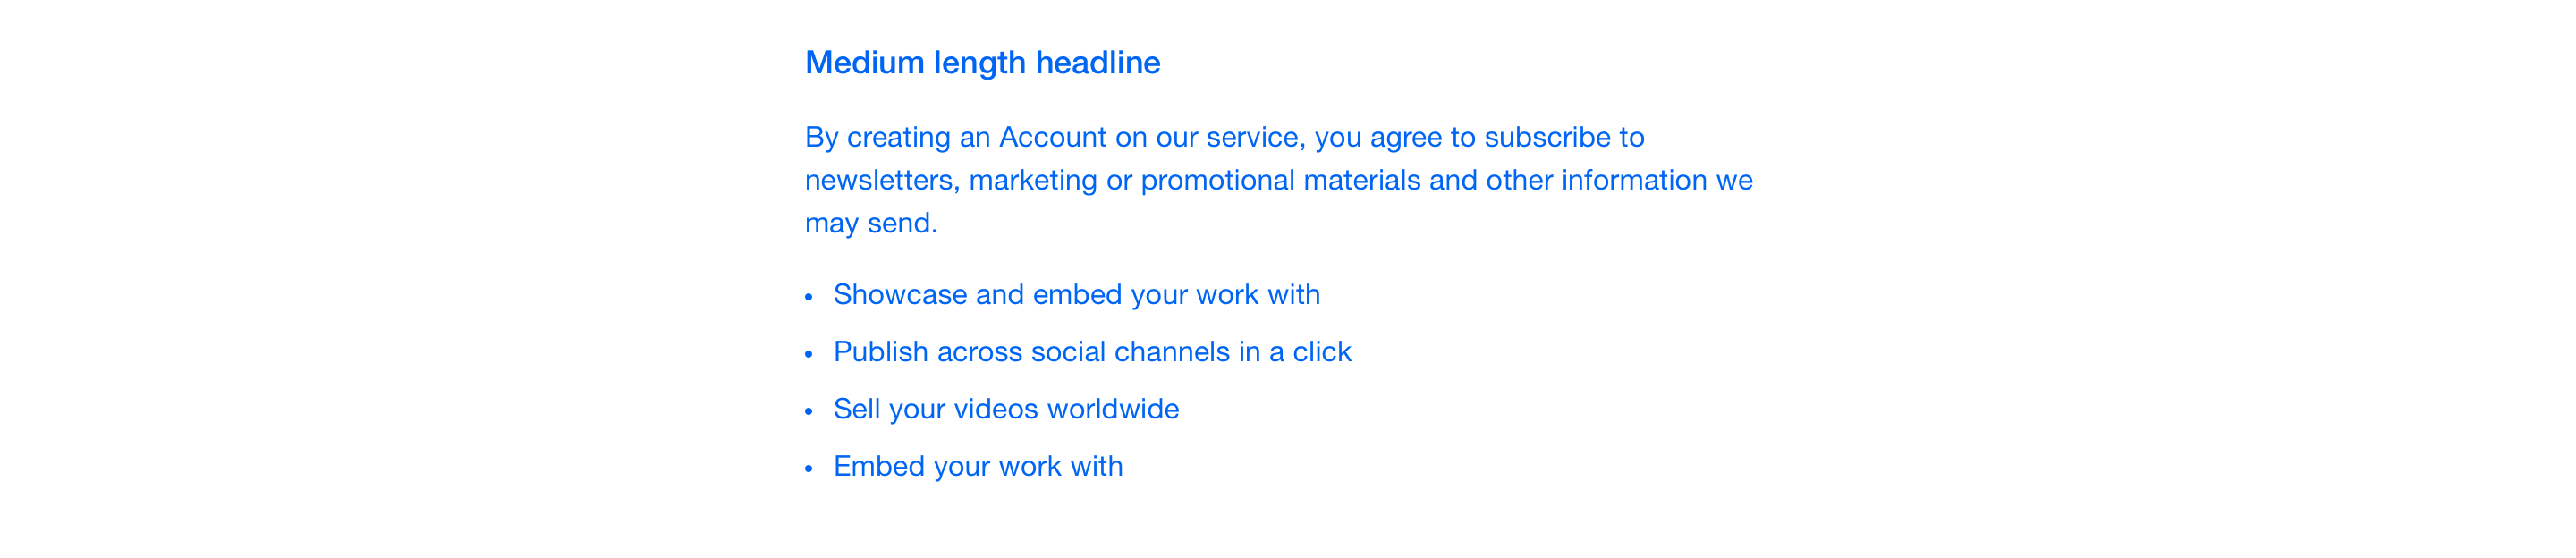 Medium length headline
By creating an Account on our service, you agree to subscribe to
newsletters, marketing or promotional materials and other information we
may send.
• Showcase and embed your work with
• Publish across social channels in a click
• Sell your videos worldwide
• Embed your work with